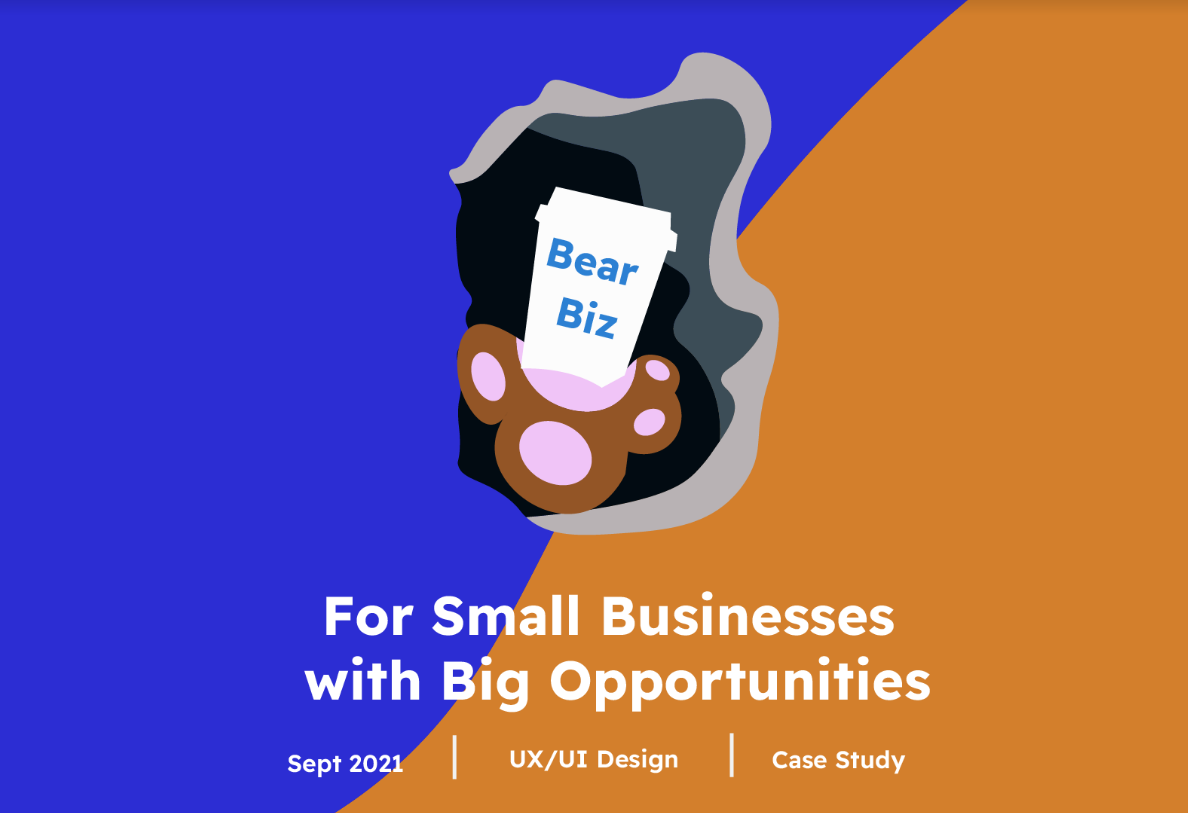 Bear
Biz
For Small Businesses
with Big Opportunities
Sept 2021 | UX/UI Design | Case Study